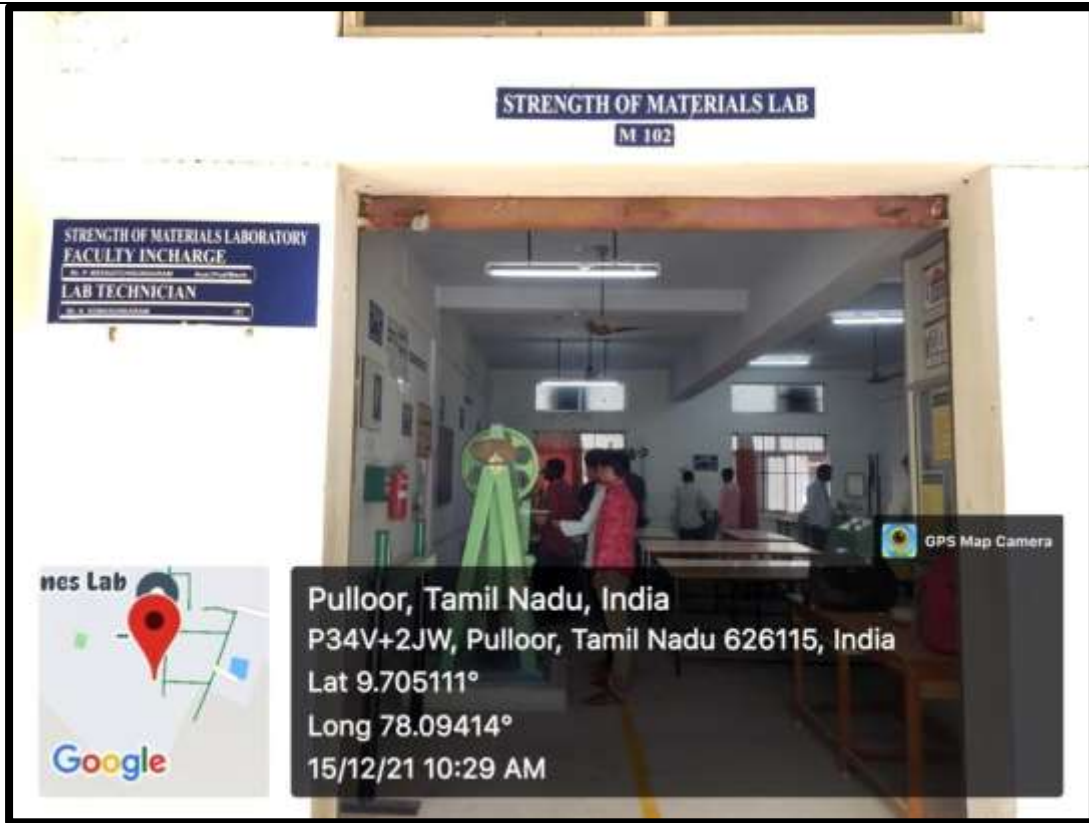 STRENGTH OF MATERIALS LAB
M 102
STRENGTH OF MATERIALS LABORATORY
FACULTY INCHARGE
LAB TECHNICIAN
GPS Map Camera
nes Lab
Google
Pulloor, Tamil Nadu, India
P34V+2JW, Pulloor, Tamil Nadu 626115, India
Lat 9.705111°
Long 78.09414°
15/12/21 10:29 AM